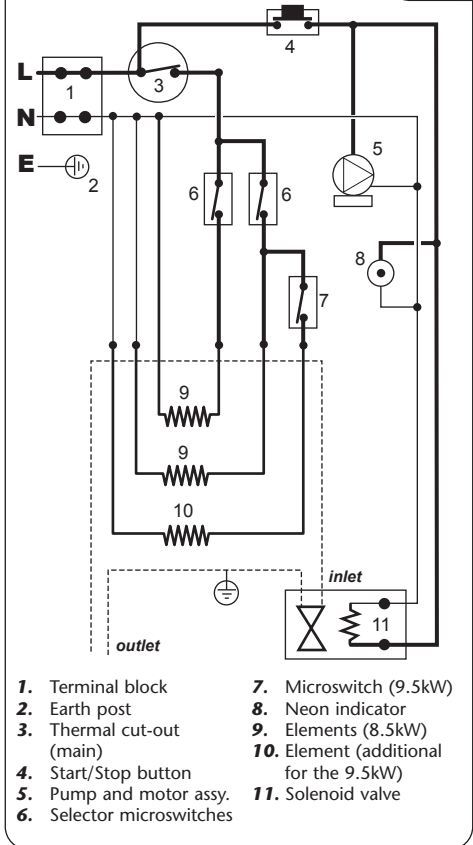 4
L
1
3
N
5
E
2
6
6
8
7
9
9
10
inlet
11
outlet
1. Terminal block
2. Earth post
3. Thermal cut-out
(main)
4. Start/Stop button
5. Pump and motor assy.
6. Selector microswitches
7. Microswitch (9.5kW)
8. Neon indicator
9. Elements (8.5kW)
10. Element (additional
for the 9.5kW)
11. Solenoid valve